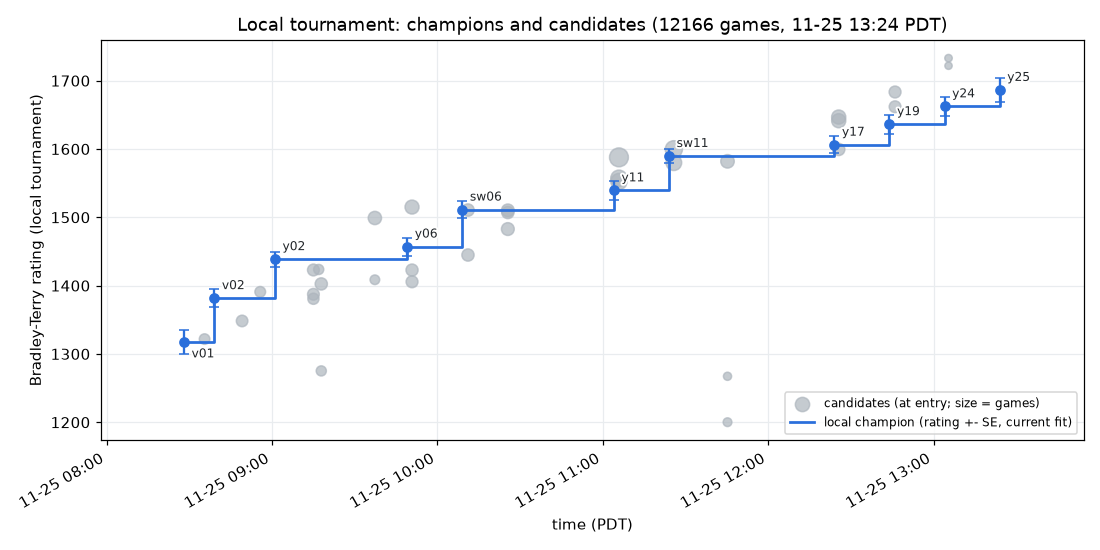 Local tournament: champions and candidates (12166 games, 11-25 13:24 PDT)
Bradley-Terry rating (local tournament)
1700
1600
1500
1400
1300
1200
v01
v02
y02
y06
sw06
y11
sw11
y17
y19
y24
y25
candidates (at entry; size = games)
local champion (rating +- SE, current fit)
11-25 08:00
11-25 09:00
11-25 10:00
11-25 11:00
11-25 12:00
11-25 13:00
time (PDT)